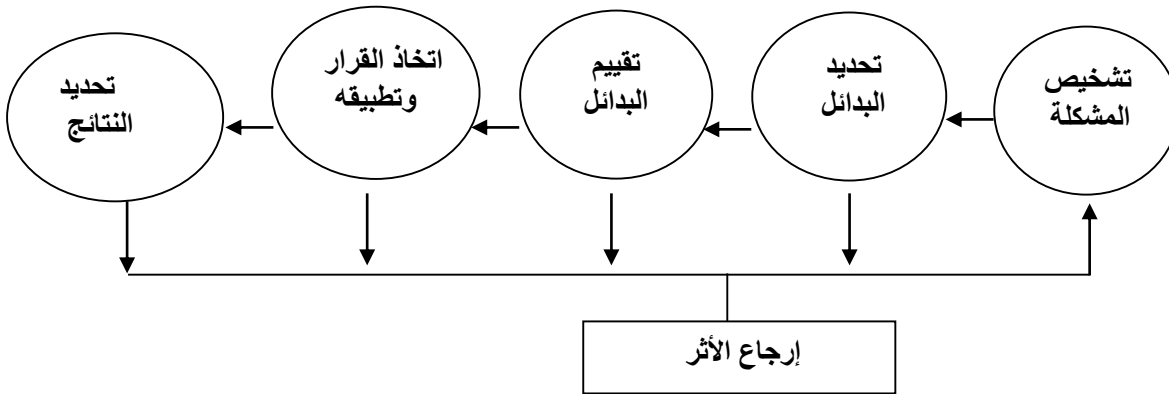 تشخيص
المشكلة
تحديد
البدائل
تقييم
البدائل
اتخاذ القرار
وتطبيقه
تحديد
النتائج
إرجاع الأثر